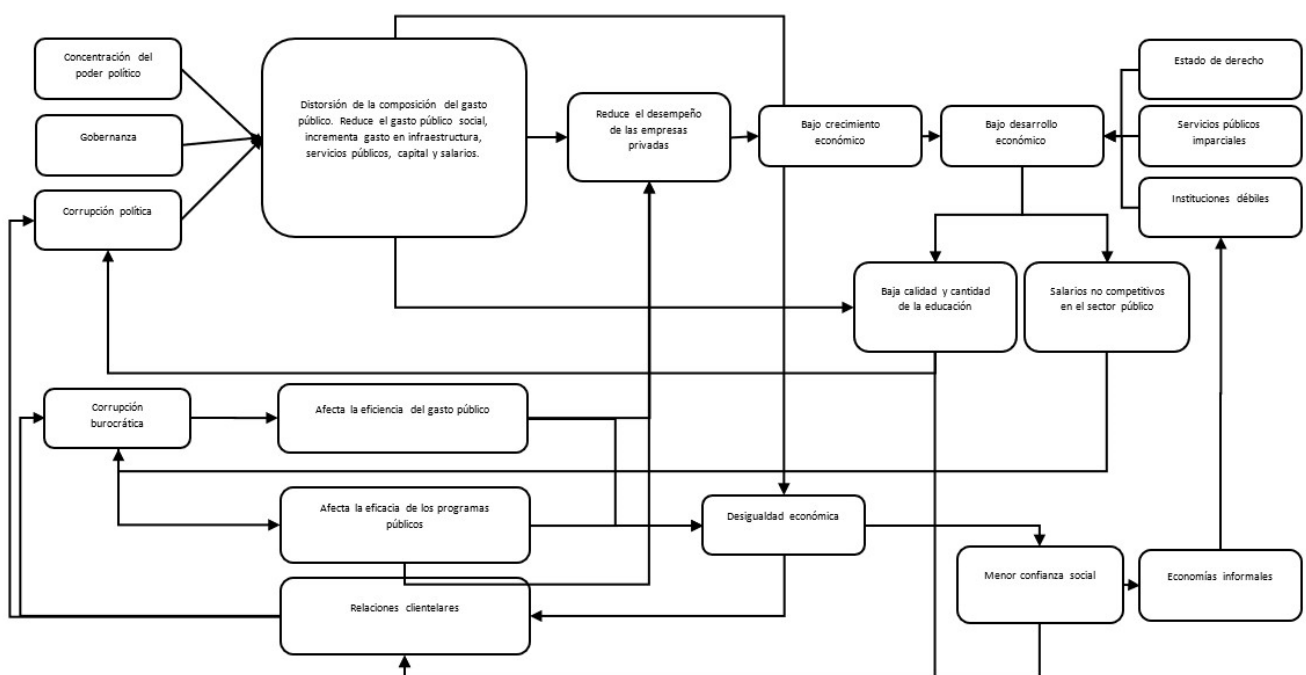 Concentración del
poder político
Gobernanza
Corrupción política
Distorsión de la composición del gasto
público. Reduce el gasto público social,
incrementa gasto en infraestructura,
servicios públicos, capital y salarios.
Reduce el desempeño
de las empresas
privadas
Bajo crecimiento
económico
Bajo desarrollo
económico
Estado de derecho
Servicios públicos
imparciales
Instituciones débiles
Baja calidad y cantidad
de la educación
Salarios no competitivos
en el sector público
Corrupción
burocrática
Afecta la eficiencia del gasto público
Afecta la eficacia de los programas
públicos
Desigualdad económica
Relaciones clientelares
Menor confianza social
Economías informales